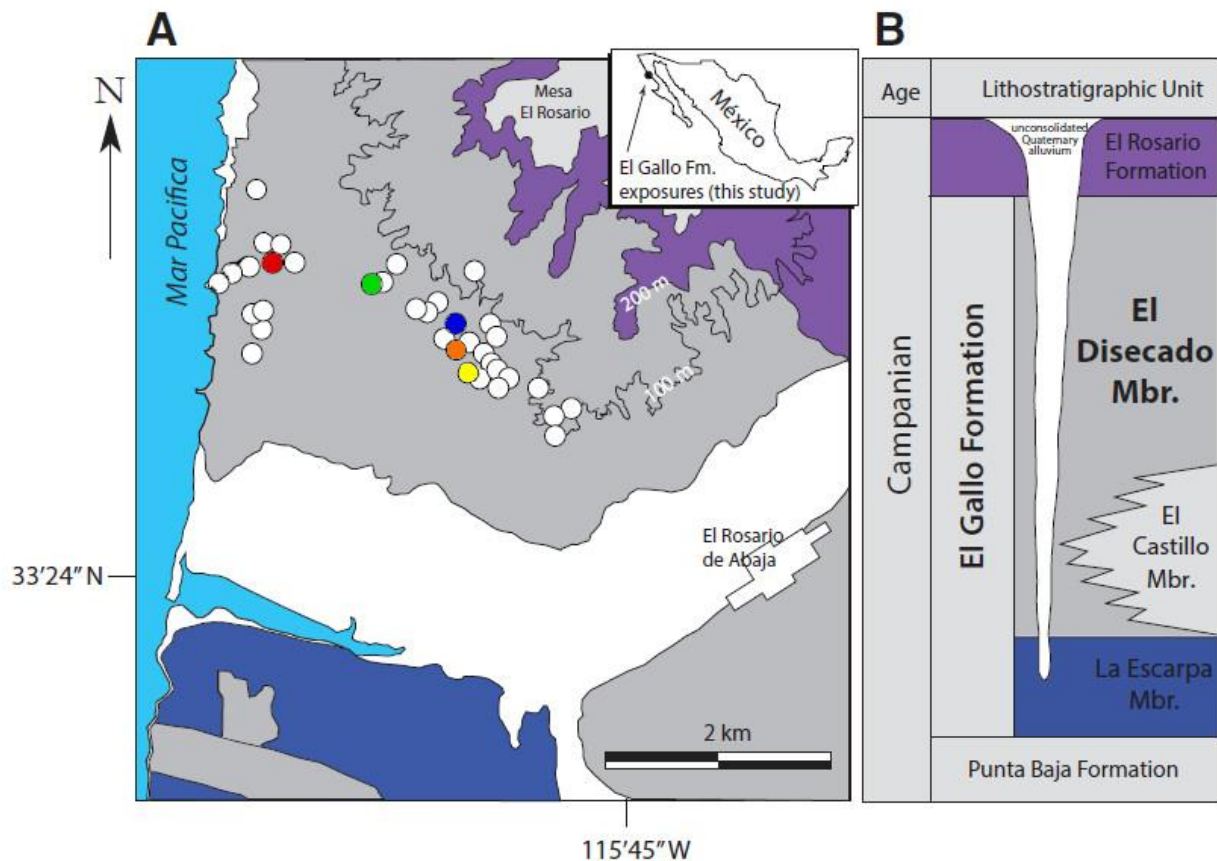 A
N
Mar Pacifica
Mesa
El Rosario
México
El Gallo Fm.
exposures (this study)
200 m
100 m
El Rosario
de Abaja
33'24" N
2 km
115'45" W
B
Age
Lithostratigraphic Unit
unconsolidated
Quaternary
alluvium
El Rosario
Formation
Campanian
El Gallo Formation
El
Disecado
Mbr.
El
Castillo
Mbr.
La Escarpa
Mbr.
Punta Baja Formation